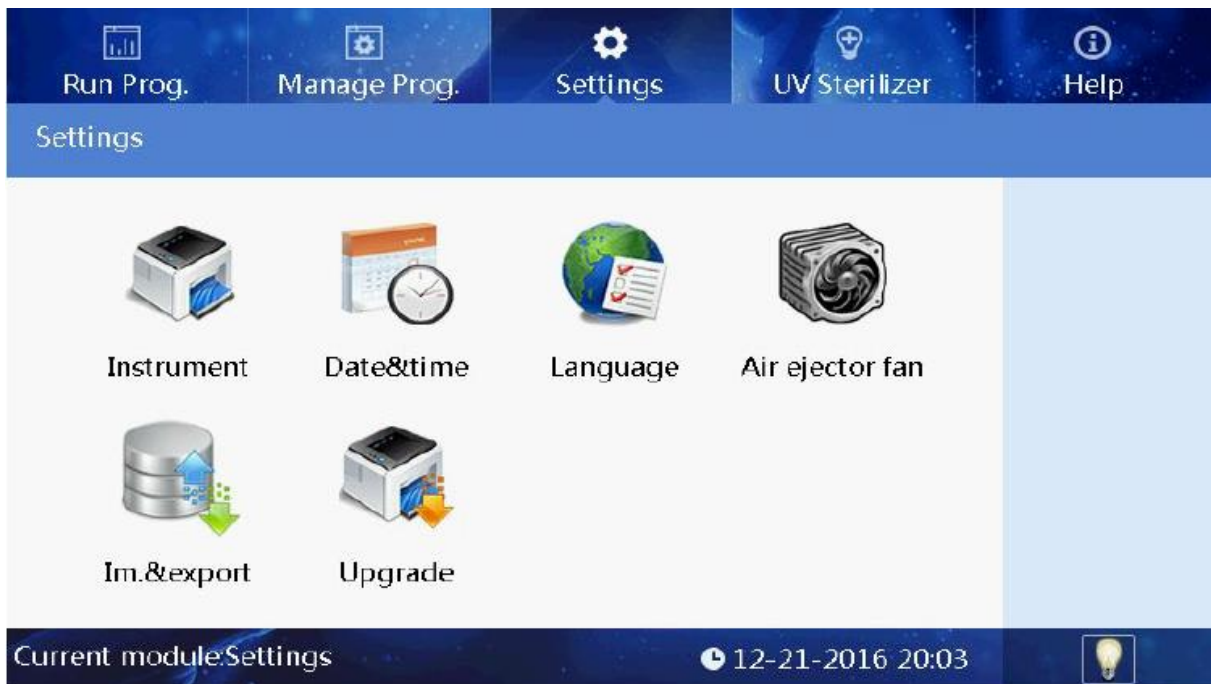 Run Prog. Manage Prog. Settings UV Sterilizer Help
Settings
Instrument Date&time Language Air ejector fan
Im.&export Upgrade
Current module:Settings 12-21-2016 20:03